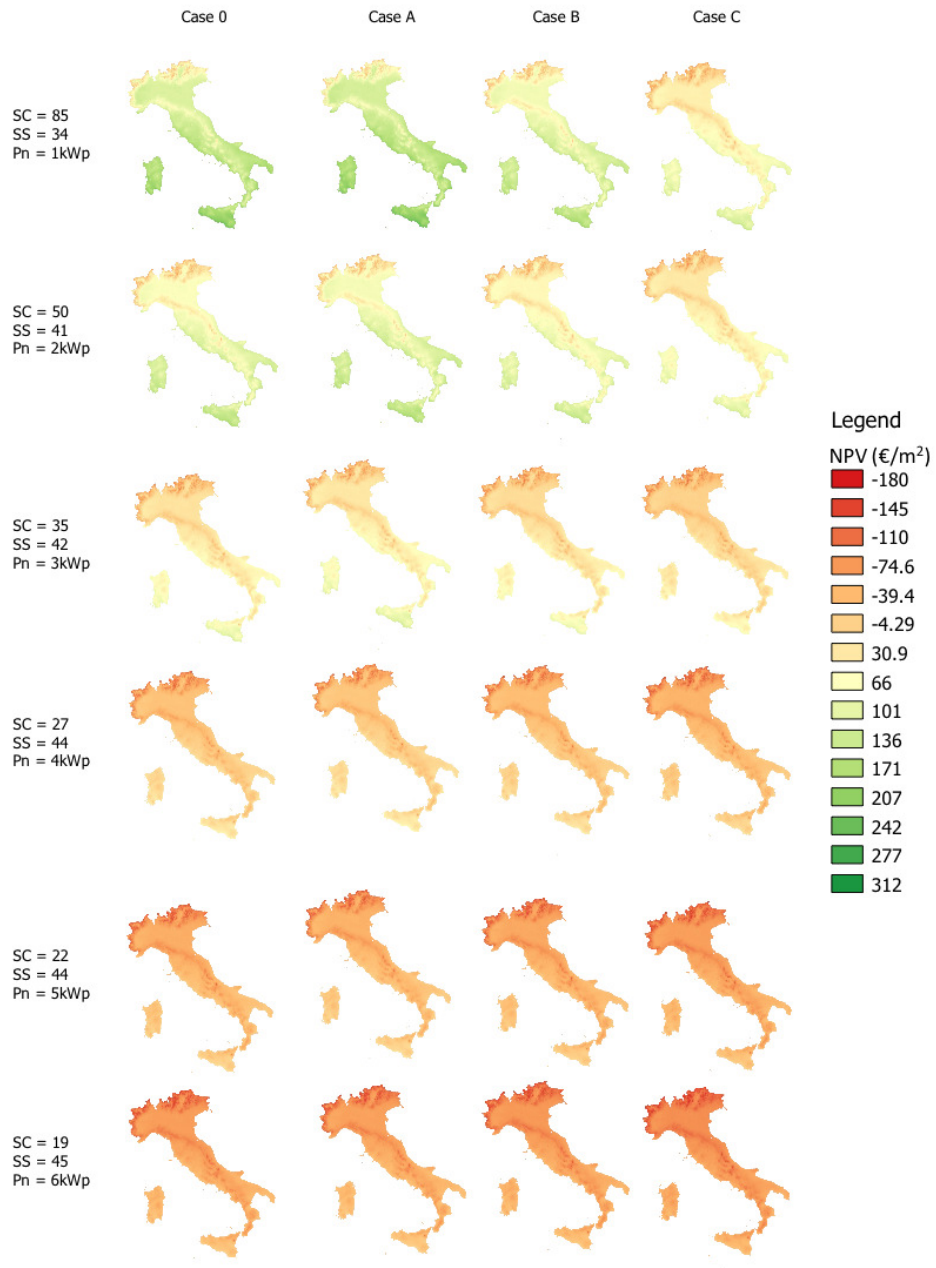 Case 0
Case A
Case B
Case C
SC = 85
SS = 34
Pn = 1kWp
SC = 50
SS = 41
Pn = 2kWp
SC = 35
SS = 42
Pn = 3kWp
SC = 27
SS = 44
Pn = 4kWp
SC = 22
SS = 44
Pn = 5kWp
SC = 19
SS = 45
Pn = 6kWp
Legend
NPV (€/m²)
-180
-145
-110
-74.6
-39.4
-4.29
30.9
66
101
136
171
207
242
277
312